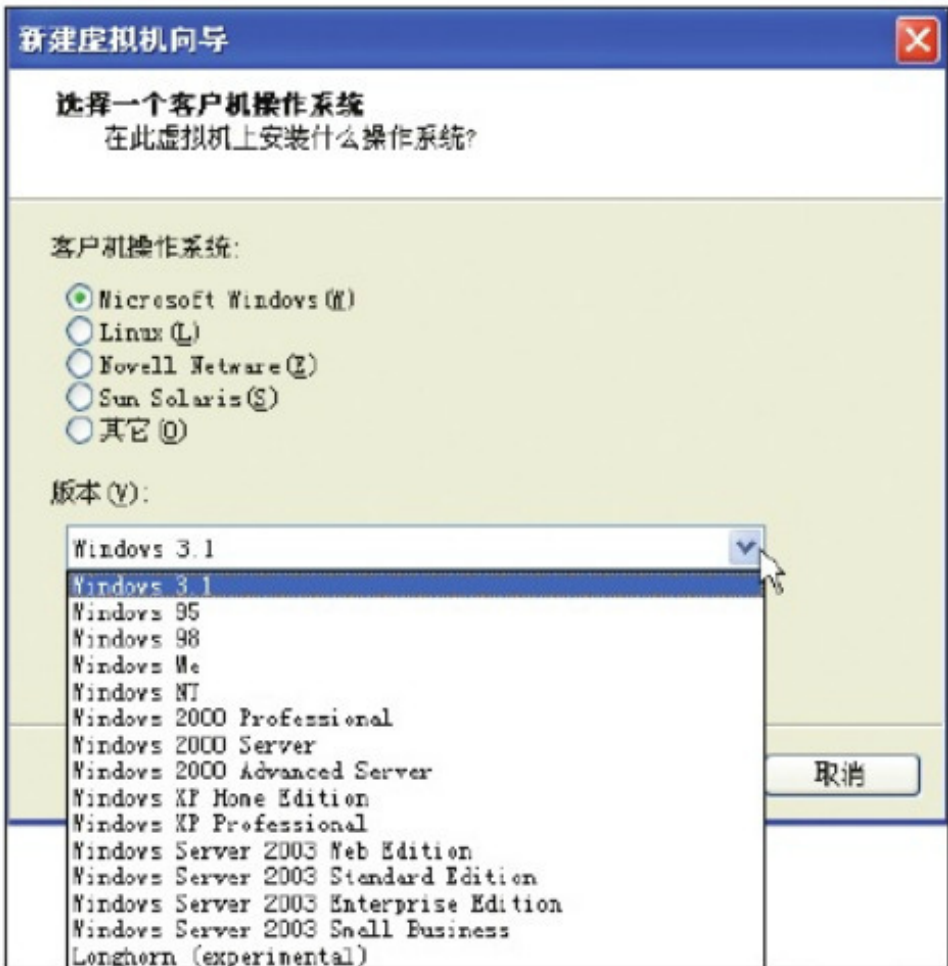 新建虚拟机向导
选择一个客户机操作系统
在此虚拟机上安装什么操作系统?
客户机操作系统:
Microsoft Windows(W)
Linux(L)
Novell Netware(E)
Sun Solaris(S)
其它(O)
版本(V):
Windows 3.1
Windows 3.1
Windows 95
Windows 98
Windows Me
Windows NT
Windows 2000 Professional
Windows 2000 Server
Windows 2000 Advanced Server
取消
Windows XP Home Edition
Windows XP Professional
Windows Server 2003 Web Edition
Windows Server 2003 Standard Edition
Windows Server 2003 Enterprise Edition
Windows Server 2003 Small Business
Longhorn (experimental)